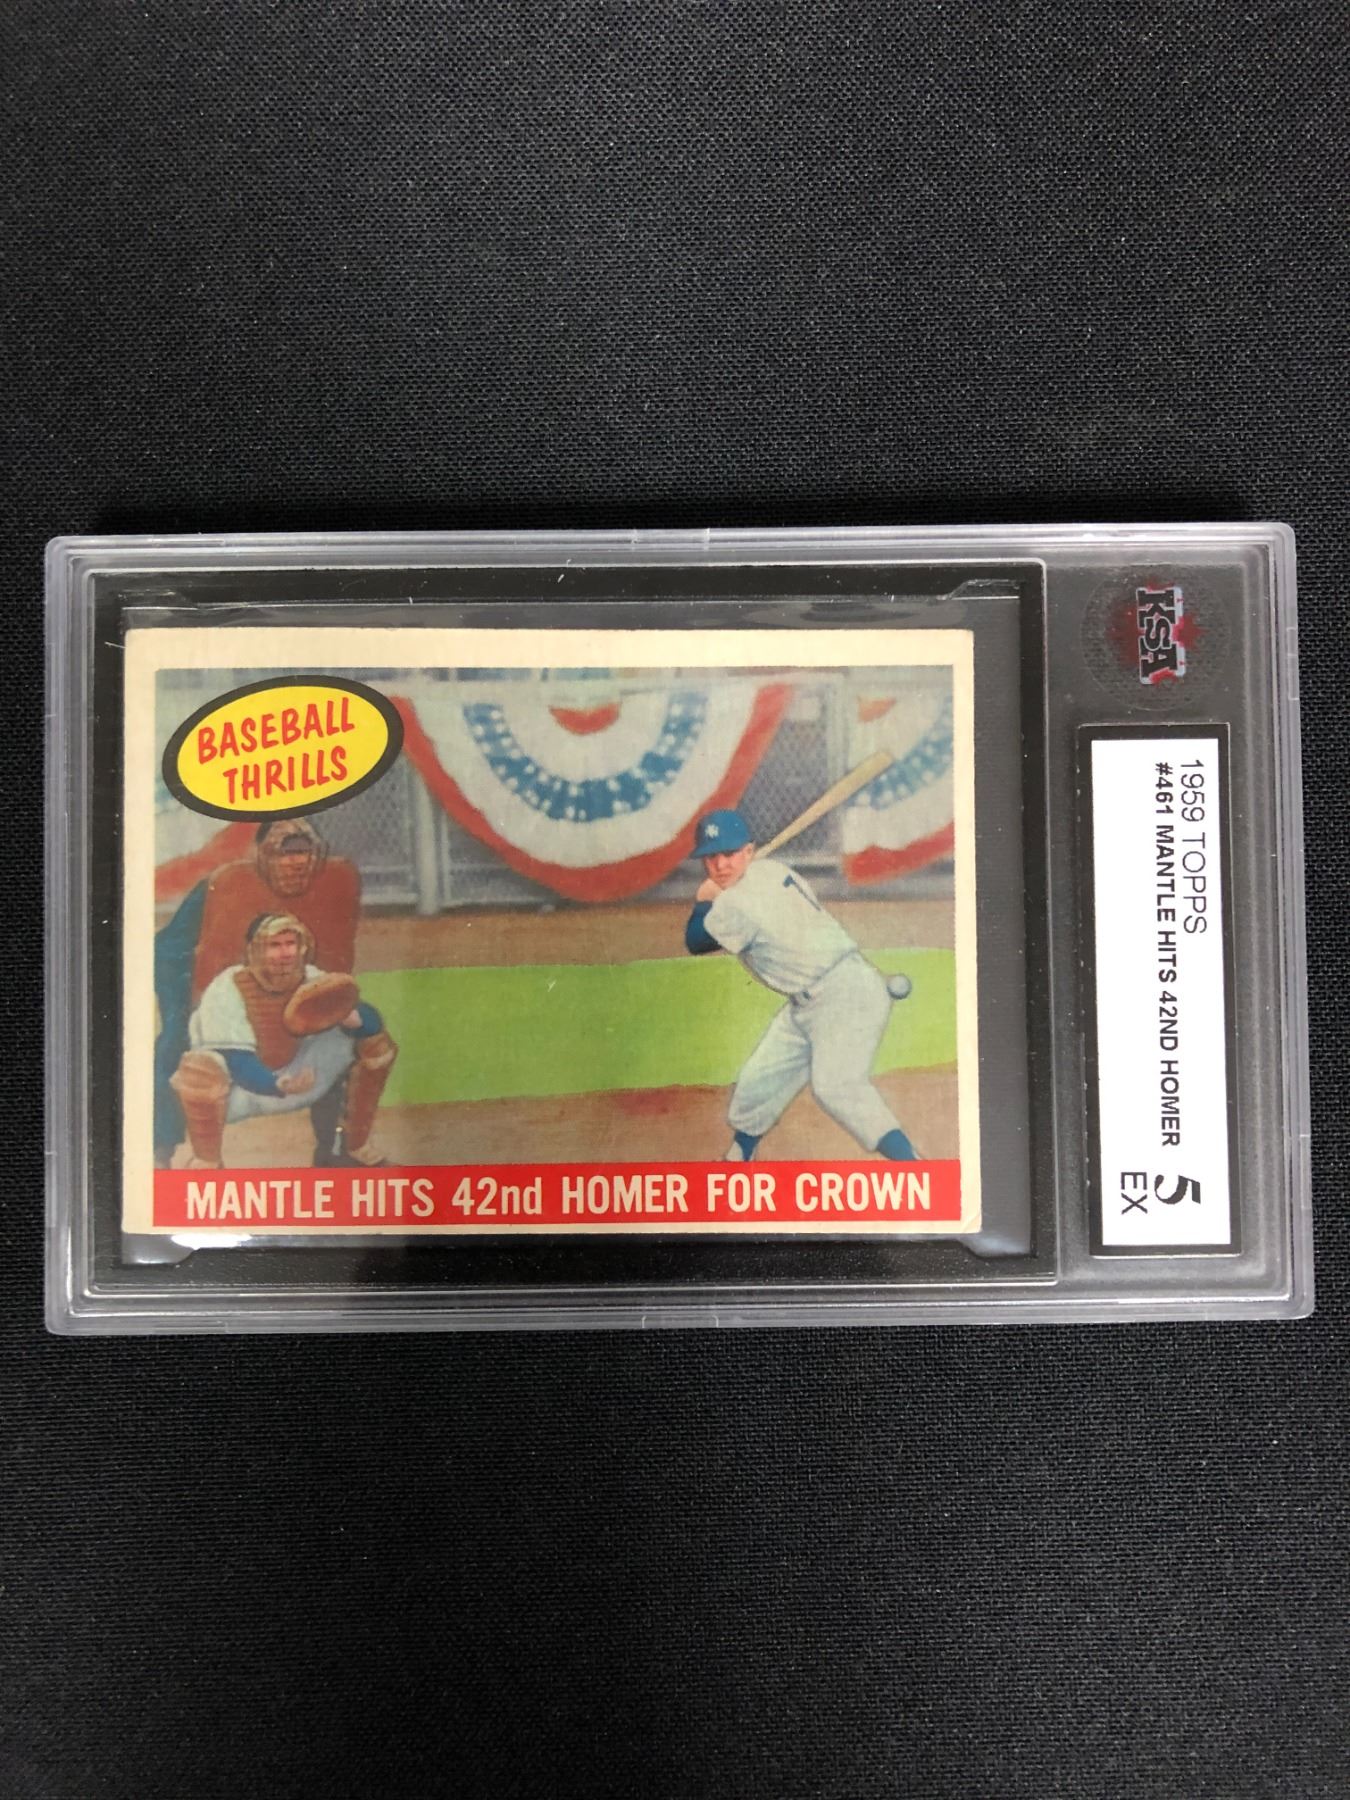 BASEBALL
THRILLS
MANTLE HITS 42nd HOMER FOR CROWN
KSA
1959 TOPPS
#461 MANTLE HITS 42ND HOMER
5
EX